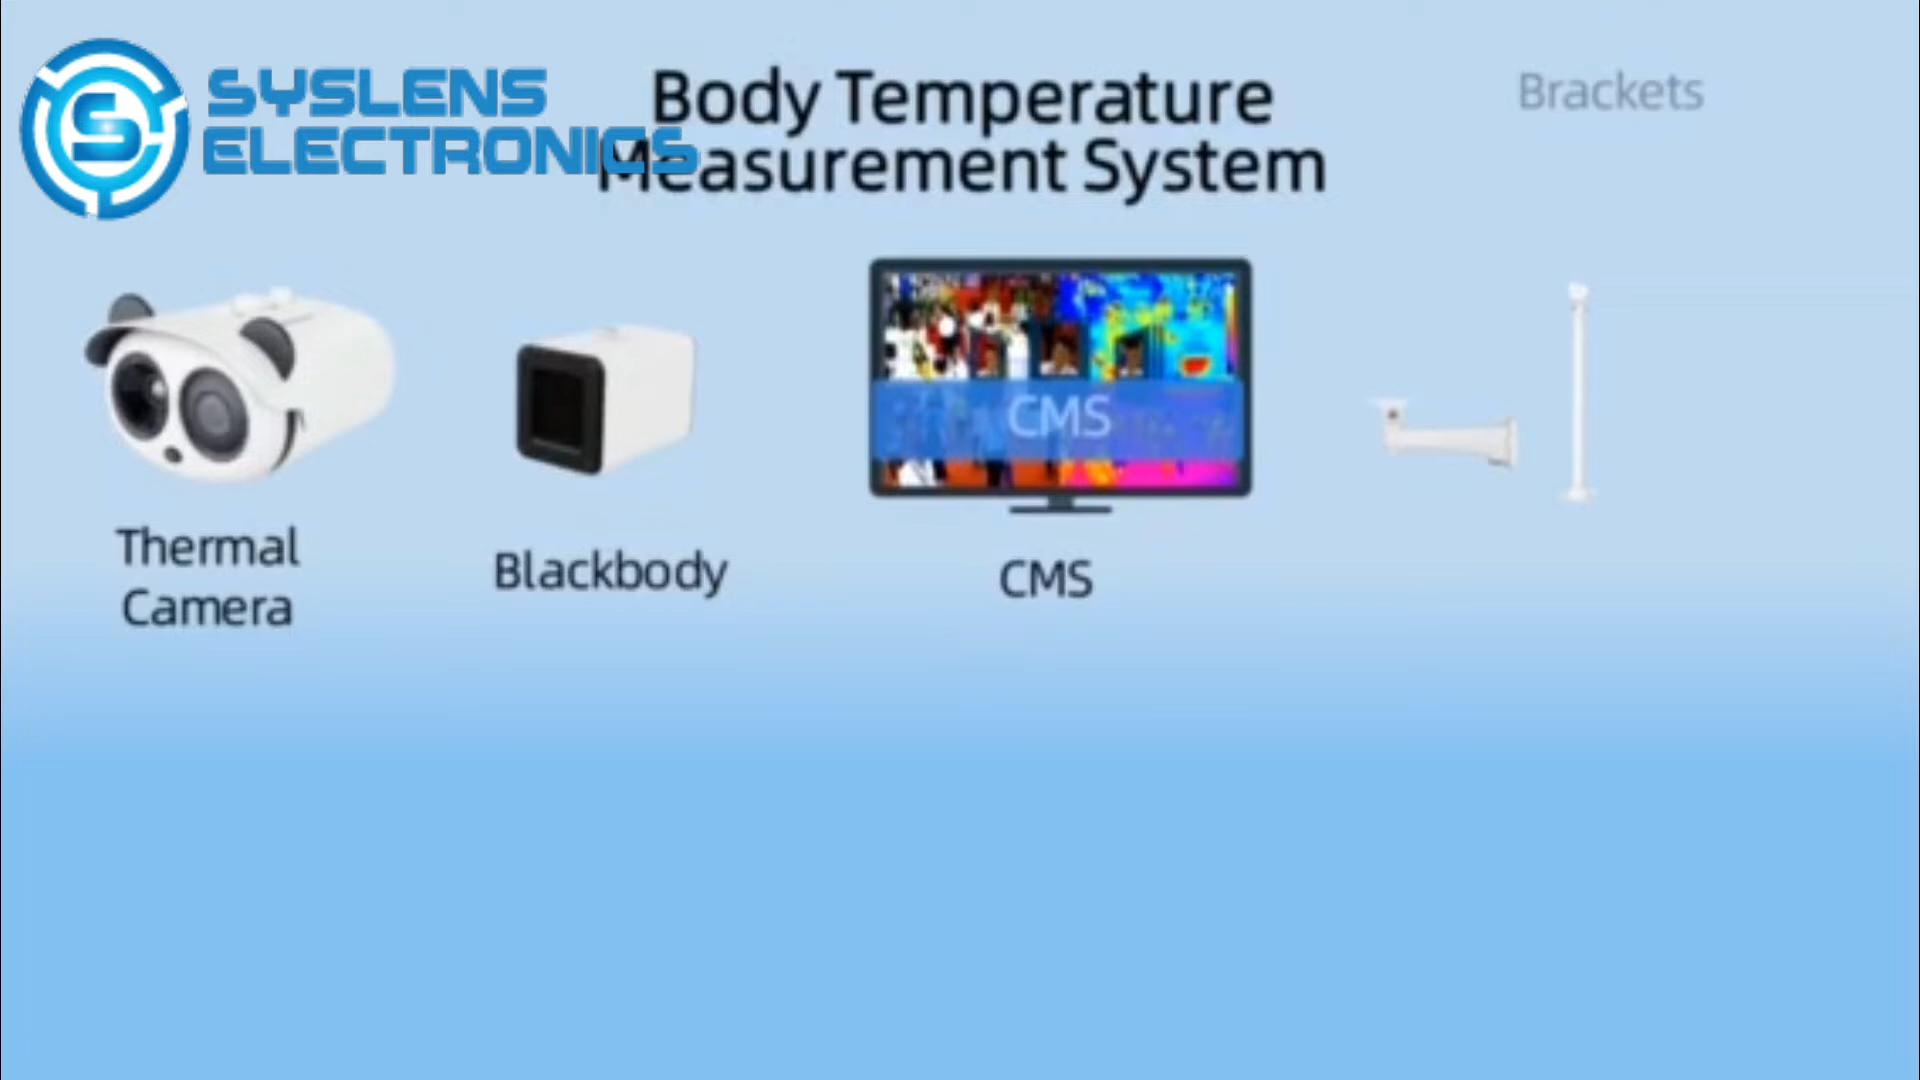 SYSLENS
ELECTRONICS
Body Temperature
Measurement System
Brackets
CMS
Thermal
Camera
Blackbody
CMS